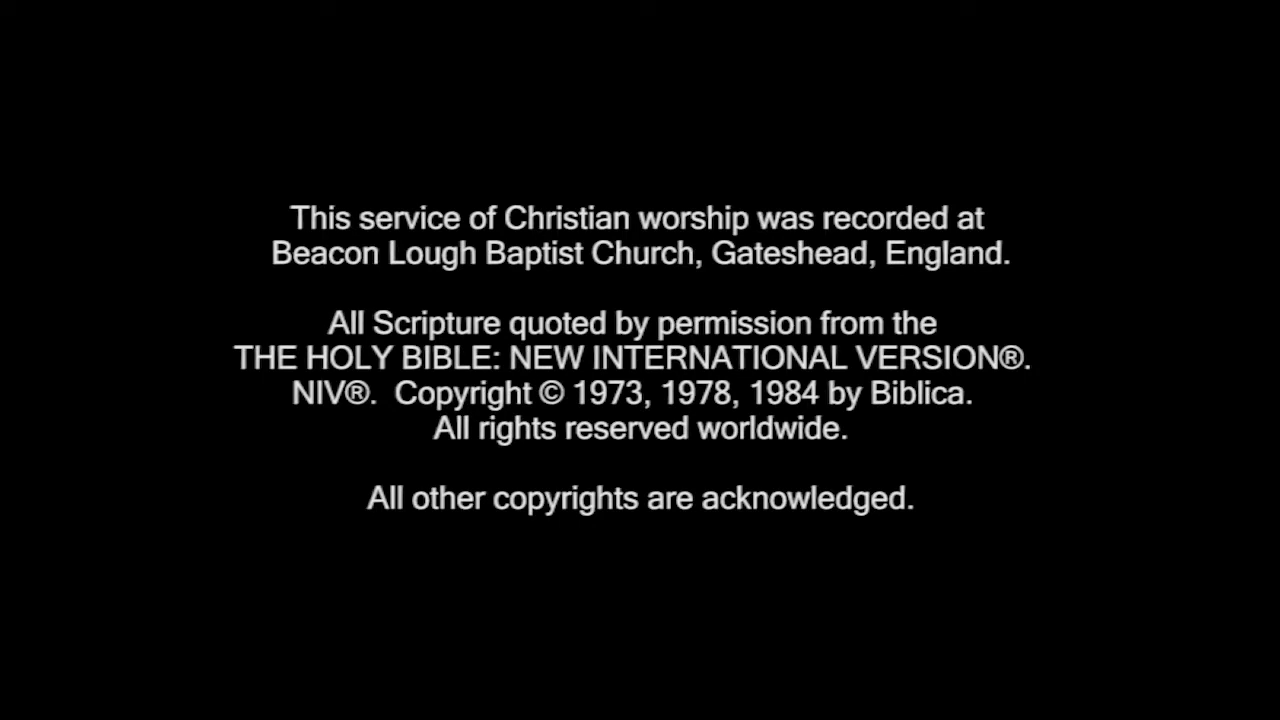 This service of Christian worship was recorded at
Beacon Lough Baptist Church, Gateshead, England.
All Scripture quoted by permission from the
THE HOLY BIBLE: NEW INTERNATIONAL VERSION®.
NIV®.  Copyright © 1973, 1978, 1984 by Biblica.
All rights reserved worldwide.
All other copyrights are acknowledged.